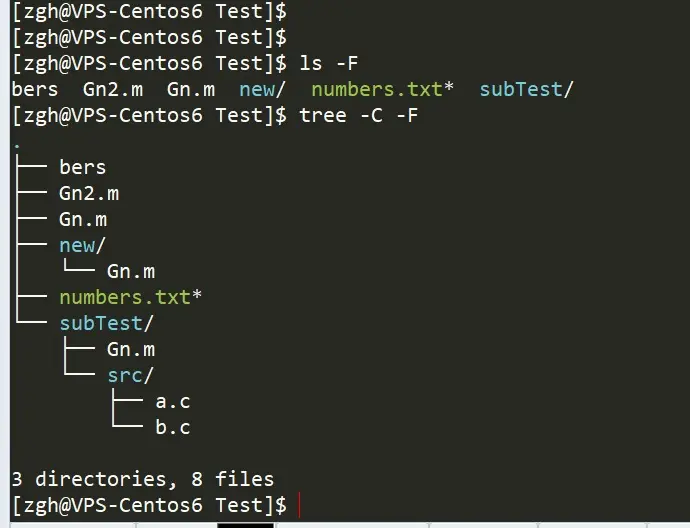 [zgh@VPS-Centos6 Test]$
[zgh@VPS-Centos6 Test]$
[zgh@VPS-Centos6 Test]$ ls -F
bers  Gn2.m  Gn.m  new/  numbers.txt*  subTest/
[zgh@VPS-Centos6 Test]$ tree -C -F
.
├── bers
├── Gn2.m
├── Gn.m
├── new/
│   └── Gn.m
├── numbers.txt*
└── subTest/
    ├── Gn.m
    └── src/
        ├── a.c
        └── b.c

3 directories, 8 files
[zgh@VPS-Centos6 Test]$